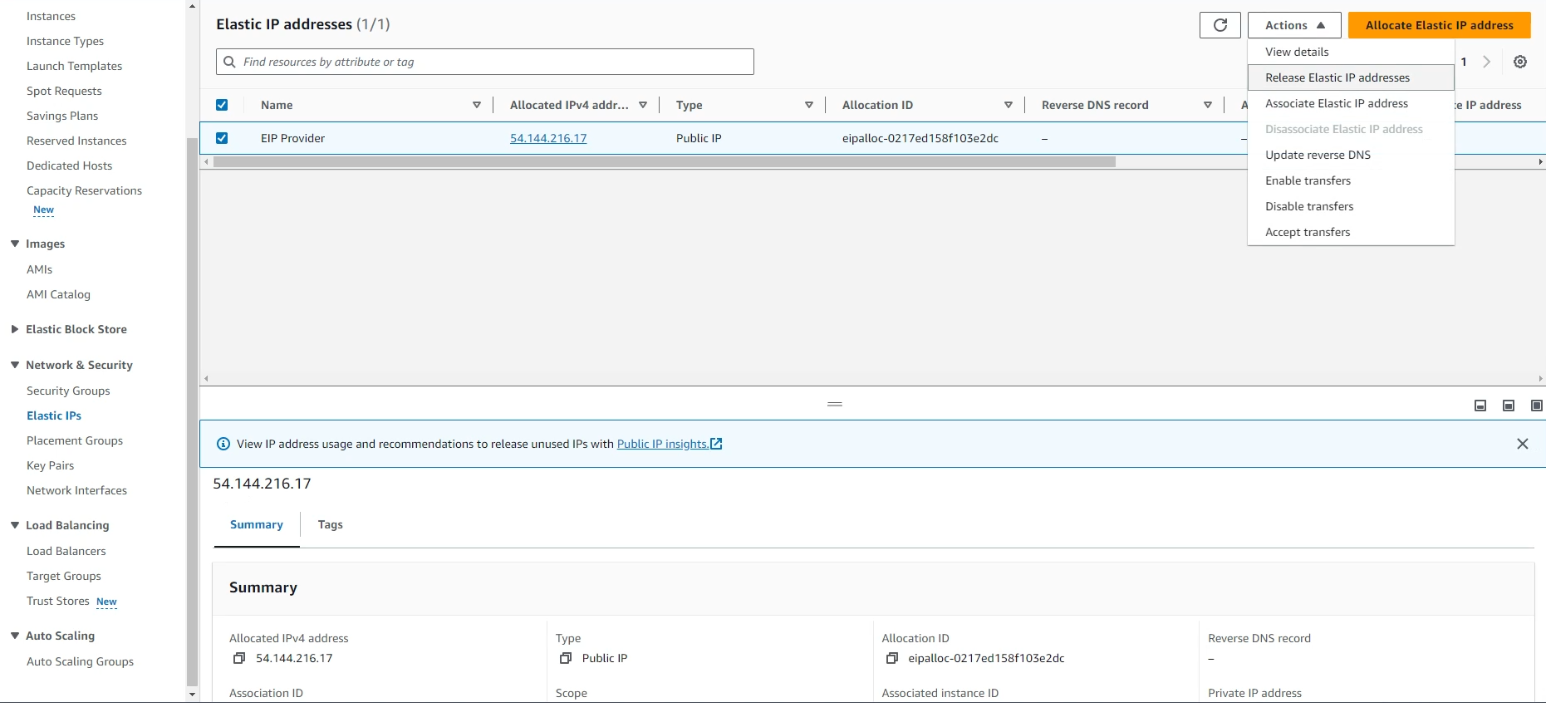 Instances
Instance Types
Launch Templates
Spot Requests
Savings Plans
Reserved Instances
Dedicated Hosts
Capacity Reservations
New
Images
AMIs
AMI Catalog
Elastic Block Store
Network & Security
Security Groups
Elastic IPs
Placement Groups
Key Pairs
Network Interfaces
Load Balancing
Load Balancers
Target Groups
Trust Stores New
Auto Scaling
Auto Scaling Groups
Elastic IP addresses (1/1)
Actions
Allocate Elastic IP address
Find resources by attribute or tag
1
View details
Release Elastic IP addresses
Associate Elastic IP address
Disassociate Elastic IP address
Update reverse DNS
Enable transfers
Disable transfers
Accept transfers
Name Allocated IPv4 addr... Type Allocation ID Reverse DNS record A e IP address
EIP Provider 54.144.216.17 Public IP eipalloc-0217ed158f103e2dc – –
View IP address usage and recommendations to release unused IPs with Public IP insights.
54.144.216.17
Summary Tags
Summary
Allocated IPv4 address Type Allocation ID Reverse DNS record
54.144.216.17 Public IP eipalloc-0217ed158f103e2dc –
Association ID Scope Associated instance ID Private IP address